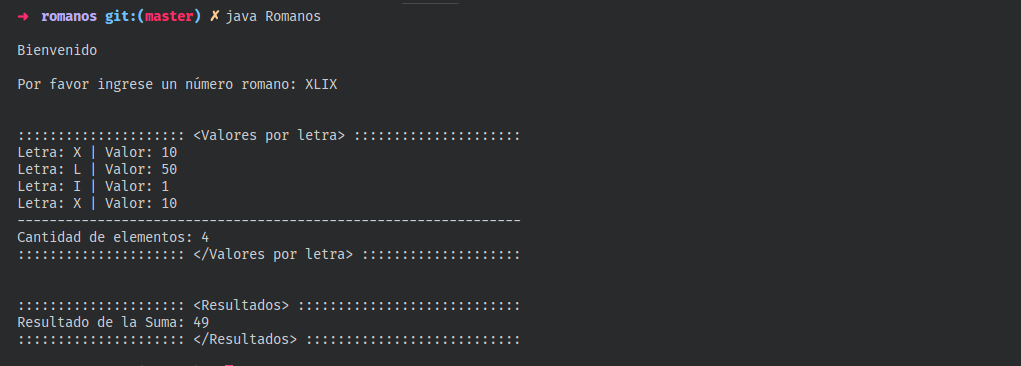 ➜ romanos git:(master) ✗ java Romanos
Bienvenido
Por favor ingrese un número romano: XLIX
::::::::::::::::::::: <Valores por letra> :::::::::::::::::::::
Letra: X | Valor: 10
Letra: L | Valor: 50
Letra: I | Valor: 1
Letra: X | Valor: 10
---------------------------------------------------------------
Cantidad de elementos: 4
::::::::::::::::::::: </Valores por letra> ::::::::::::::::::::
::::::::::::::::::::: <Resultados> ::::::::::::::::::::::::::::
Resultado de la Suma: 49
::::::::::::::::::::: </Resultados> :::::::::::::::::::::::::::